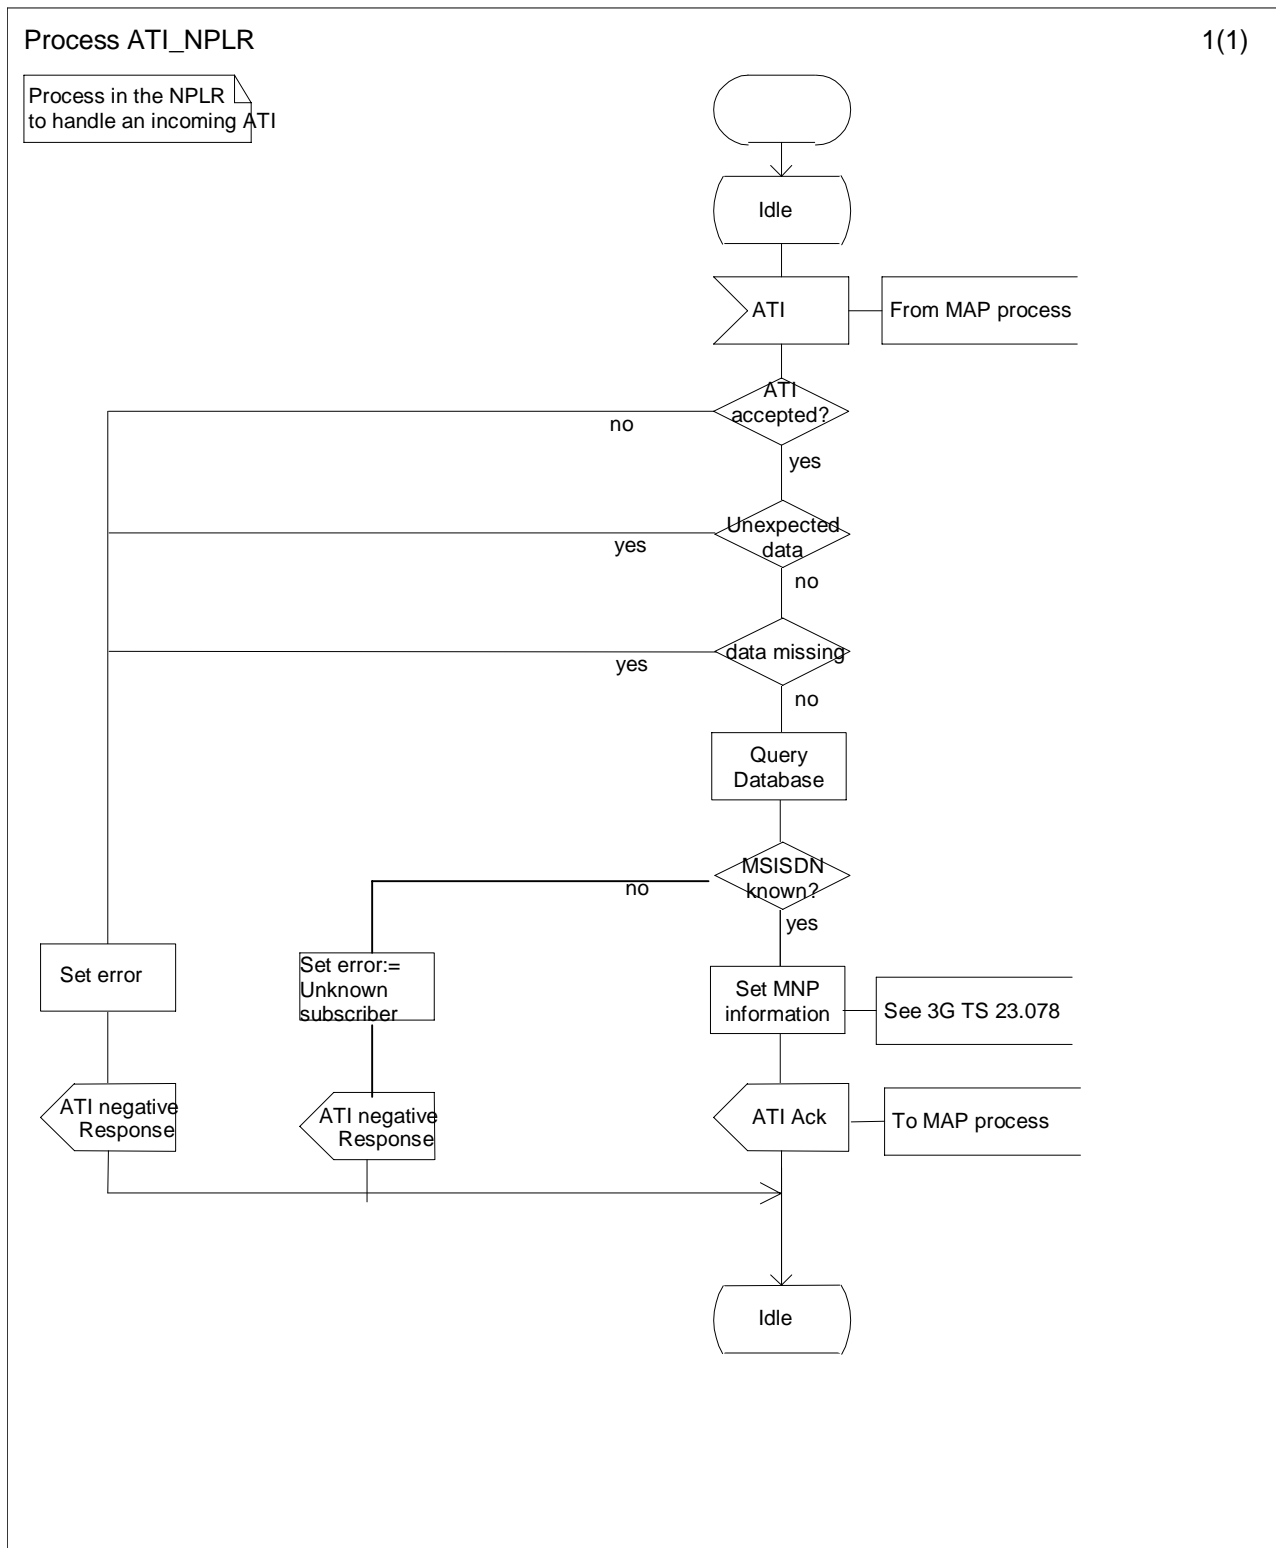 Process ATI_NPLR
1(1)
Process in the NPLR
to handle an incoming ATI
Idle
ATI
From MAP process
ATI
accepted?
no
yes
Unexpected
data
yes
no
data missing
yes
no
Query
Database
MSISDN
known?
no
yes
Set error
Set error:=
Unknown
subscriber
Set MNP
information
See 3G TS 23.078
ATI negative
Response
ATI negative
Response
ATI Ack
To MAP process
Idle